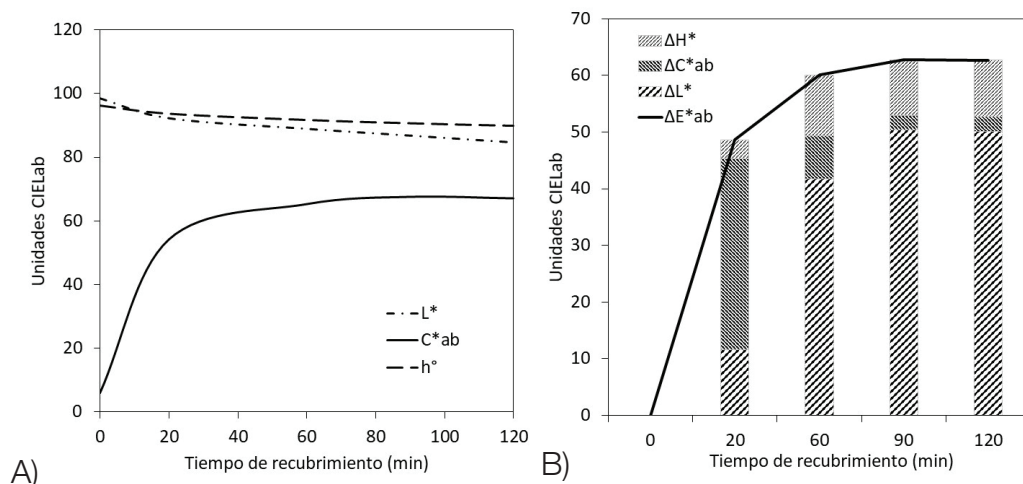 120
100
80
60
40
20
0
Unidades CIELab
L*
C*ab
h°
0 20 40 60 80 100 120
Tiempo de recubrimiento (min)
A)
70
60
50
40
30
20
10
0
Unidades CIELab
ΔH*
ΔC*ab
ΔL*
ΔE*ab
0 20 60 90 120
Tiempo de recubrimiento (min)
B)